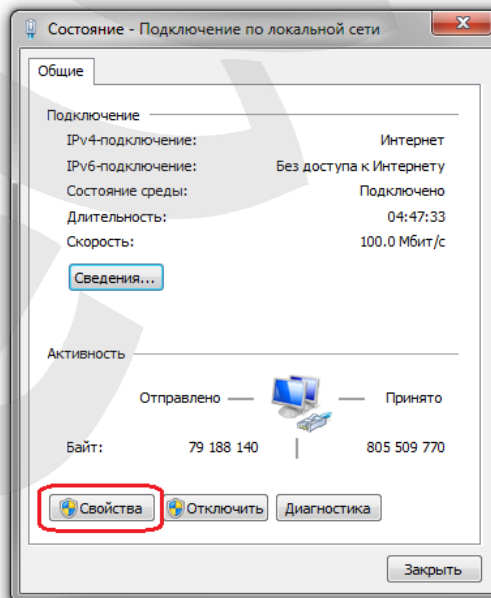 Состояние - Подключение по локальной сети
Общие
Подключение
IPv4-подключение: Интернет
IPv6-подключение: Без доступа к Интернету
Состояние среды: Подключено
Длительность: 04:47:33
Скорость: 100.0 Мбит/с
Сведения...
Активность
Отправлено Принято
Байт: 79 188 140 805 509 770
Свойства Отключить Диагностика
Закрыть